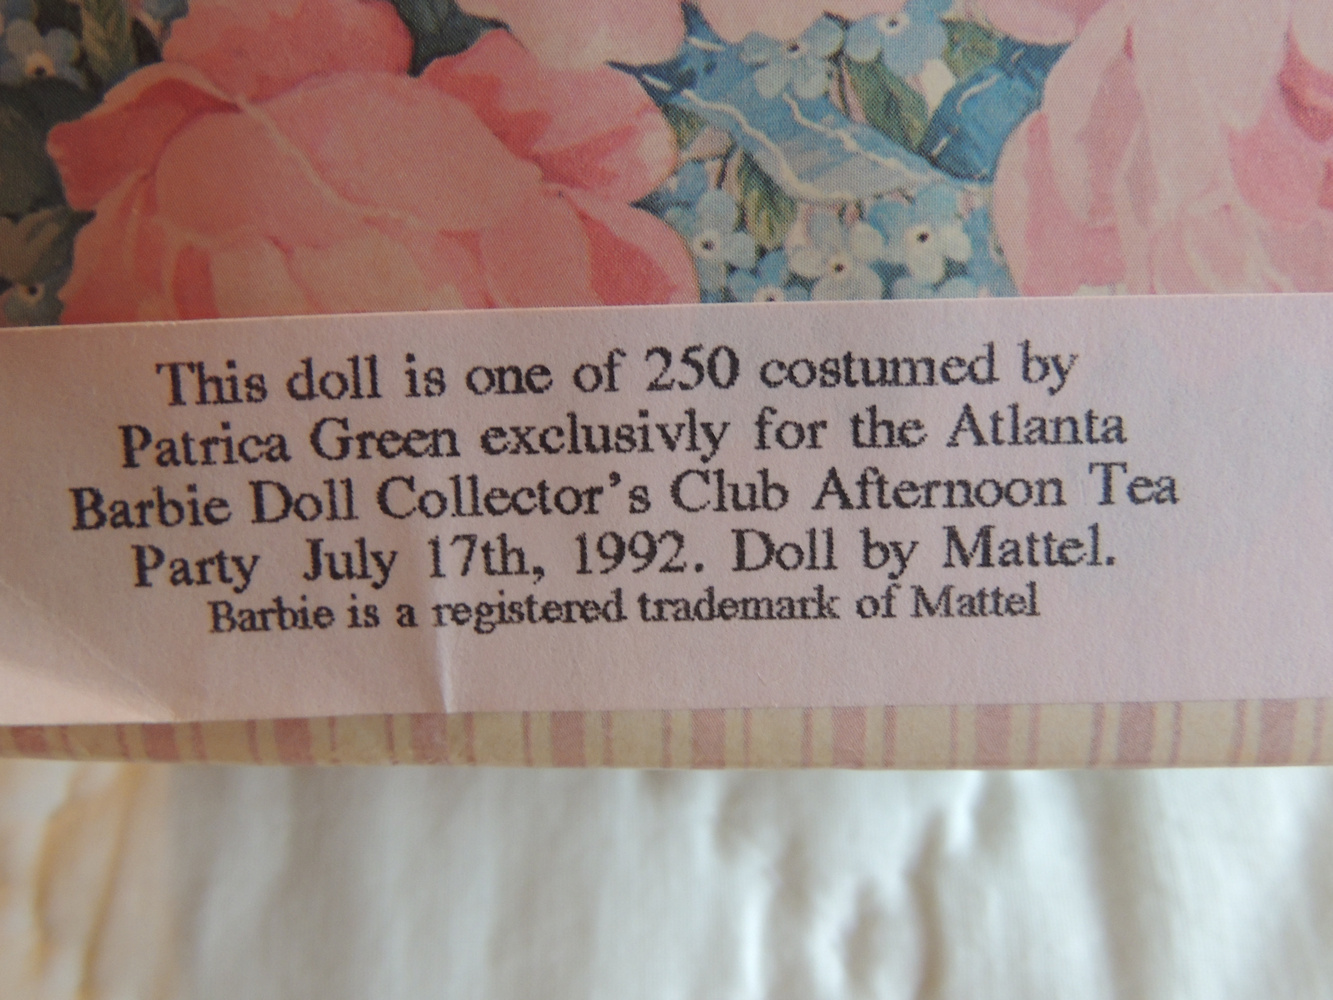 This doll is one of 250 costumed by
Patrica Green exclusivly for the Atlanta
Barbie Doll Collector's Club Afternoon Tea
Party July 17th, 1992. Doll by Mattel.
Barbie is a registered trademark of Mattel